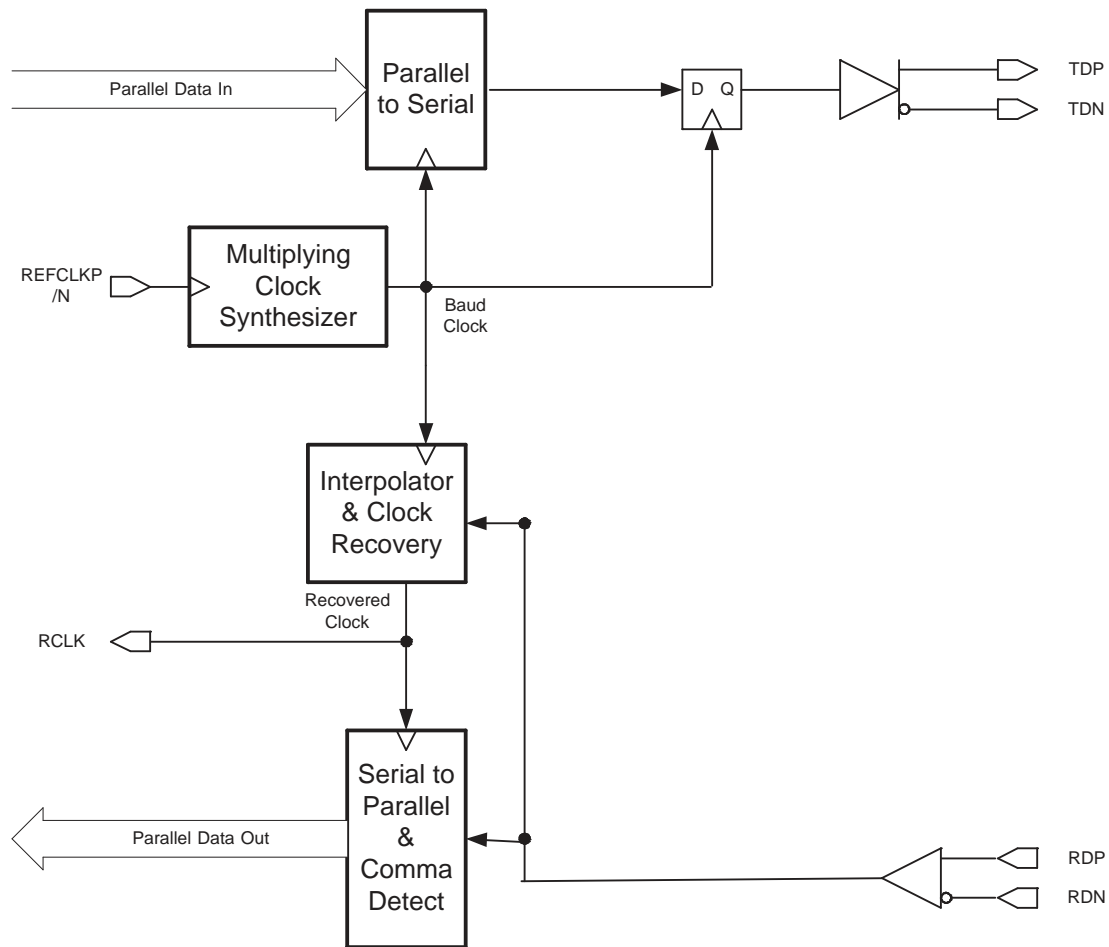 Parallel
to Serial
Parallel Data In
D Q
TDP
TDN
Multiplying
Clock
Synthesizer
REFCLKP
/N
Baud
Clock
Interpolator
& Clock
Recovery
Recovered
Clock
RCLK
Serial to
Parallel
&
Comma
Detect
Parallel Data Out
RDP
RDN